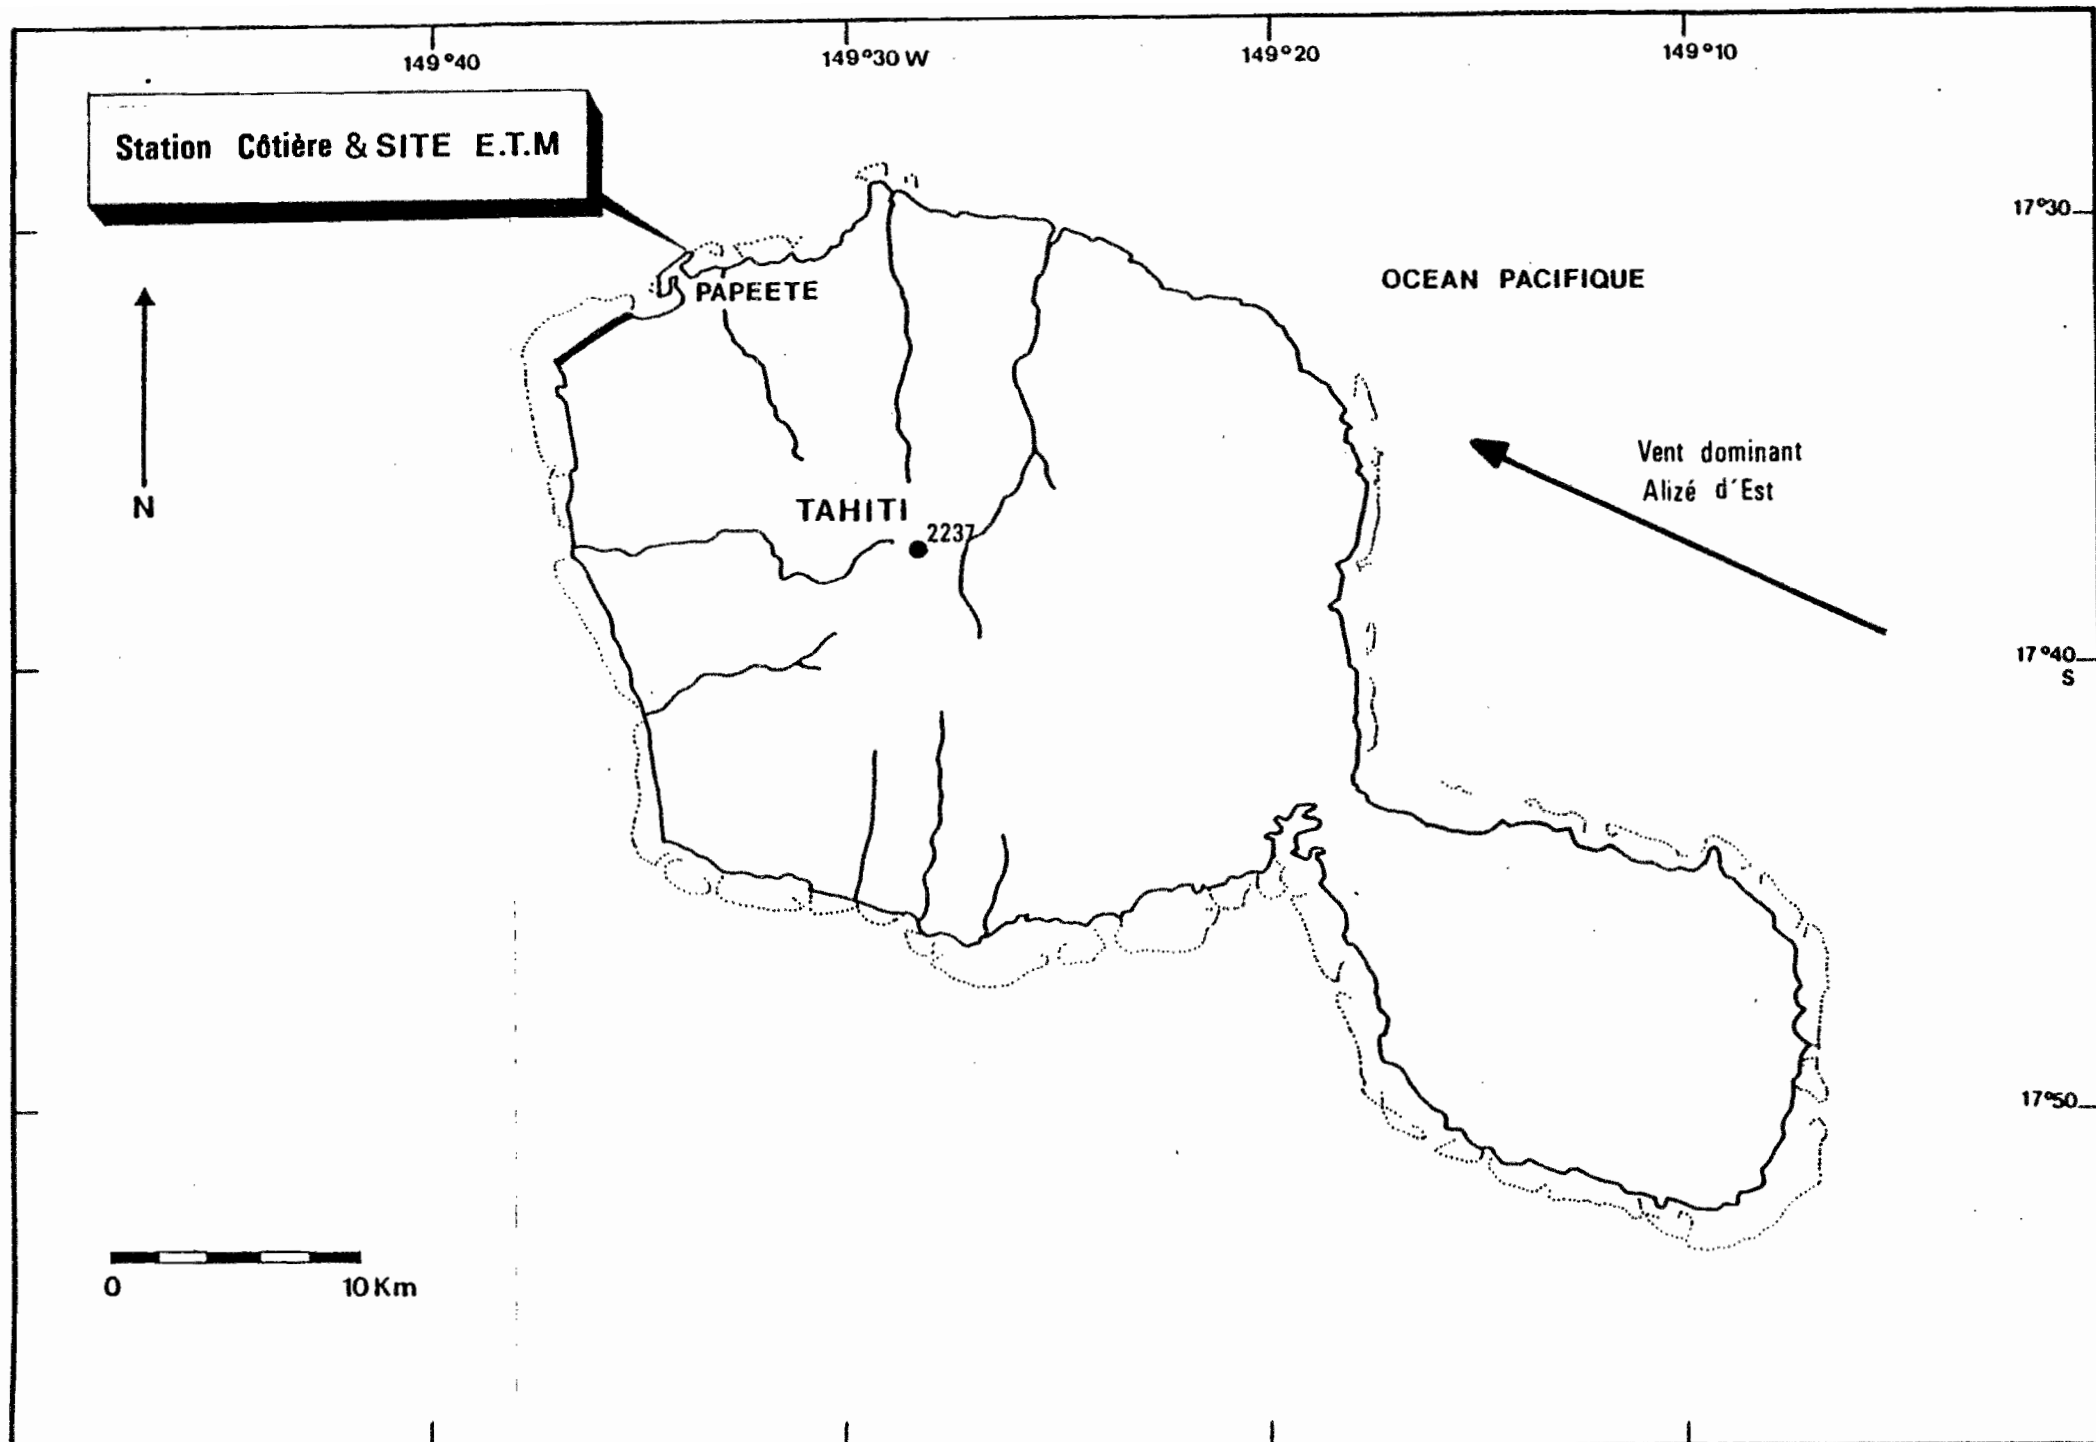 149°40
149°30 W
149°20
149°10
Station Côtière & SITE E.T.M
17°30
PAPEETE
OCEAN PACIFIQUE
Vent dominant
Alizé d'Est
N
TAHITI
2237
17°40
S
17°50
0
10 Km